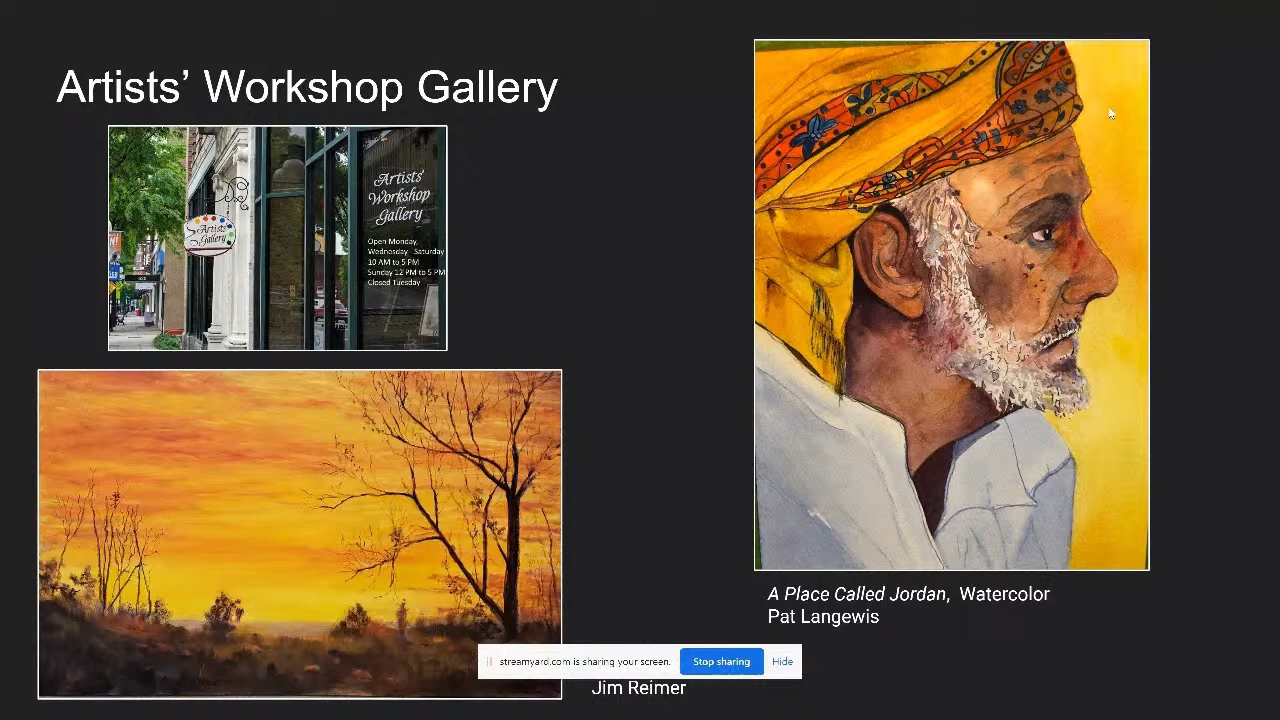 Artists' Workshop Gallery
Artists'
Gallery
Artists'
Workshop
Gallery
Open Monday,
Wednesday - Saturday
10 AM to 5 PM
Sunday 12 PM to 5 PM
Closed Tuesday
A Place Called Jordan, Watercolor
Pat Langewis
streamyard.com is sharing your screen.
Stop sharing
Hide
Jim Reimer